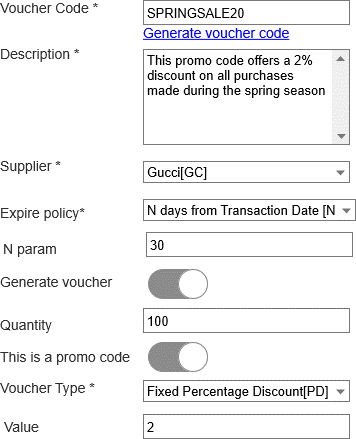 Voucher Code * SPRINGSALE20
Generate voucher code
Description * This promo code offers a 2%
discount on all purchases
made during the spring season
Supplier * Gucci[GC]
Expire policy* N days from Transaction Date [N
N param 30
Generate voucher
Quantity 100
This is a promo code
Voucher Type * Fixed Percentage Discount[PD]
Value 2